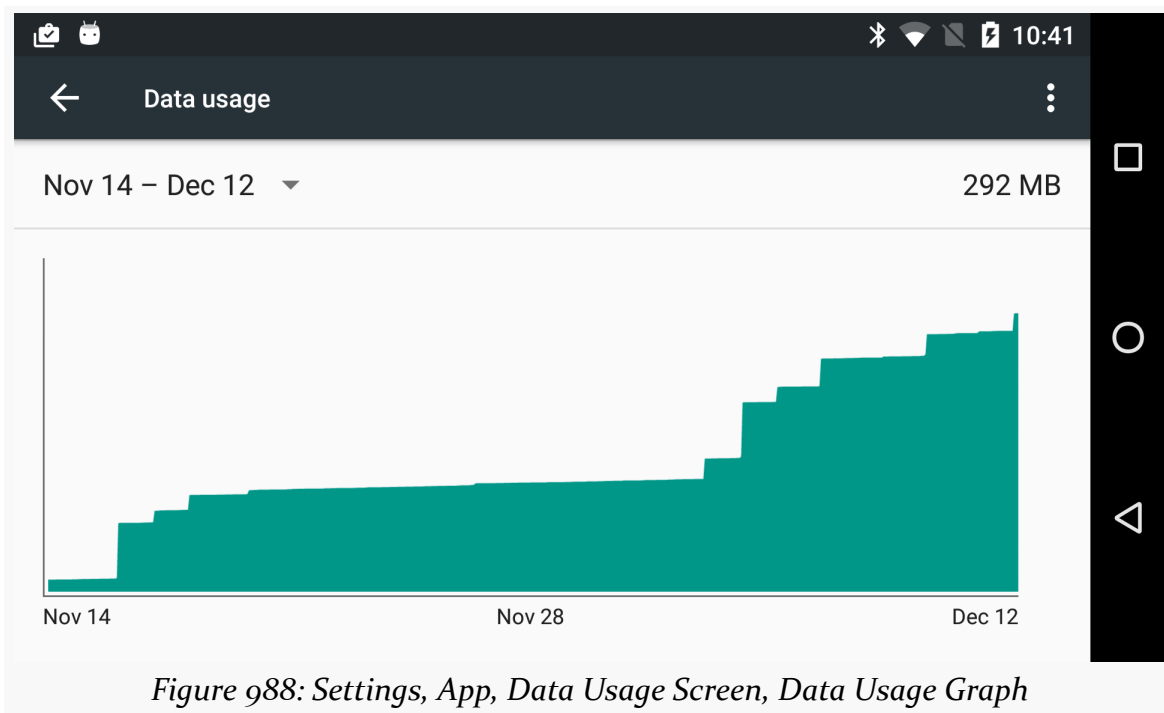 10:41
Data usage
Nov 14 – Dec 12 292 MB
Nov 14 Nov 28 Dec 12
Figure 988: Settings, App, Data Usage Screen, Data Usage Graph